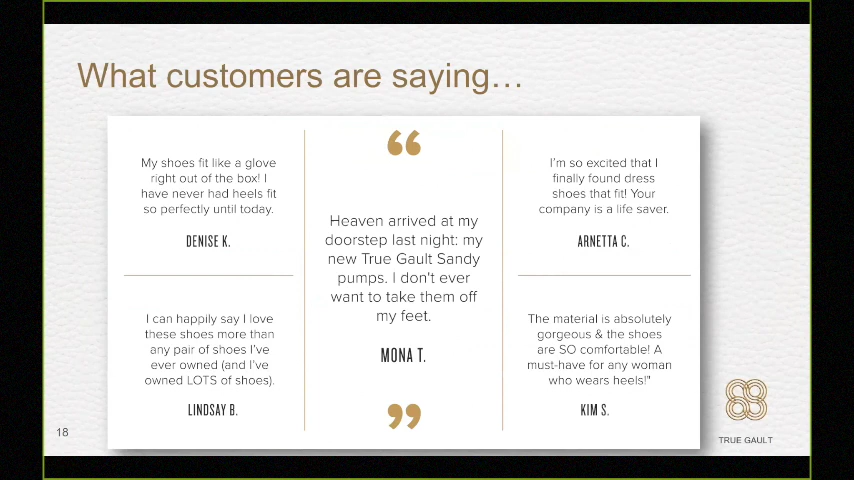 What customers are saying…
My shoes fit like a glove
right out of the box! I
have never had heels fit
so perfectly until today.
DENISE K.
I can happily say I love
these shoes more than
any pair of shoes I've
ever owned (and I've
owned LOTS of shoes).
LINDSAY B.
“
Heaven arrived at my
doorstep last night: my
new True Gault Sandy
pumps. I don't ever
want to take them off
my feet.
MONA T.
”
I'm so excited that I
finally found dress
shoes that fit! Your
company is a life saver.
ARNETTA C.
The material is absolutely
gorgeous & the shoes
are SO comfortable! A
must-have for any woman
who wears heels!"
KIM S.
18
TRUE GAULT